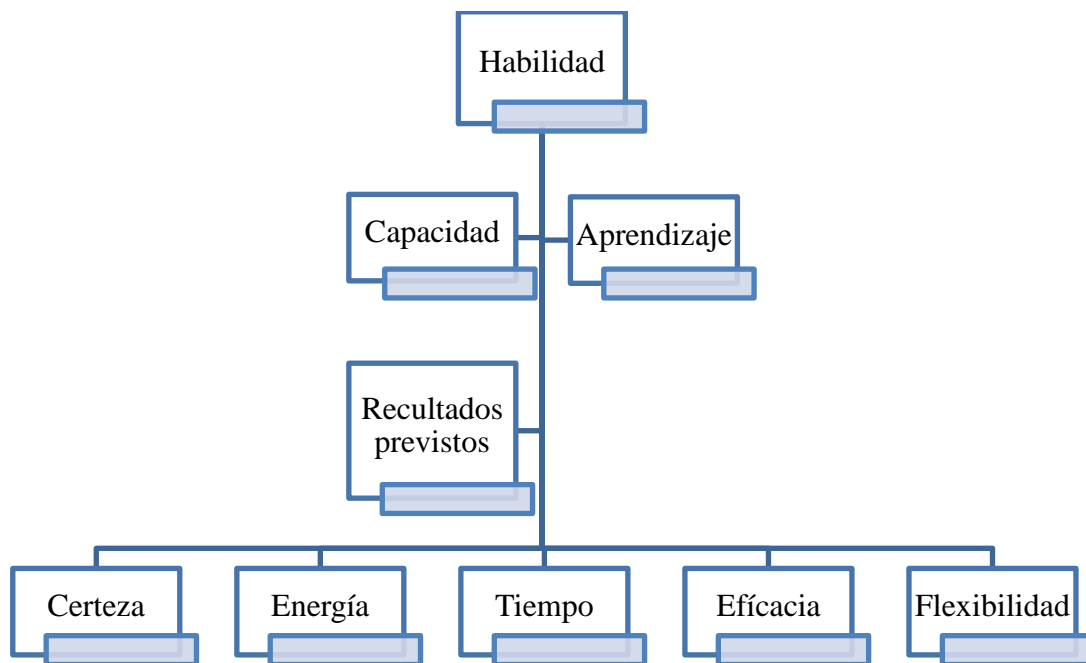 Habilidad
Capacidad
Aprendizaje
Recultados
previstos
Certeza
Energía
Tiempo
Efícacia
Flexibilidad